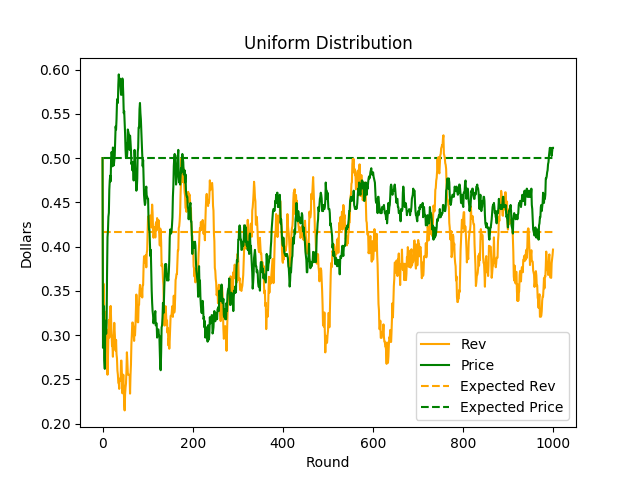 Uniform Distribution
0.60
0.55
0.50
0.45
0.40
0.35
0.30
0.25
0.20
Dollars
0
200
400
600
800
1000
Round
Rev
Price
Expected Rev
Expected Price